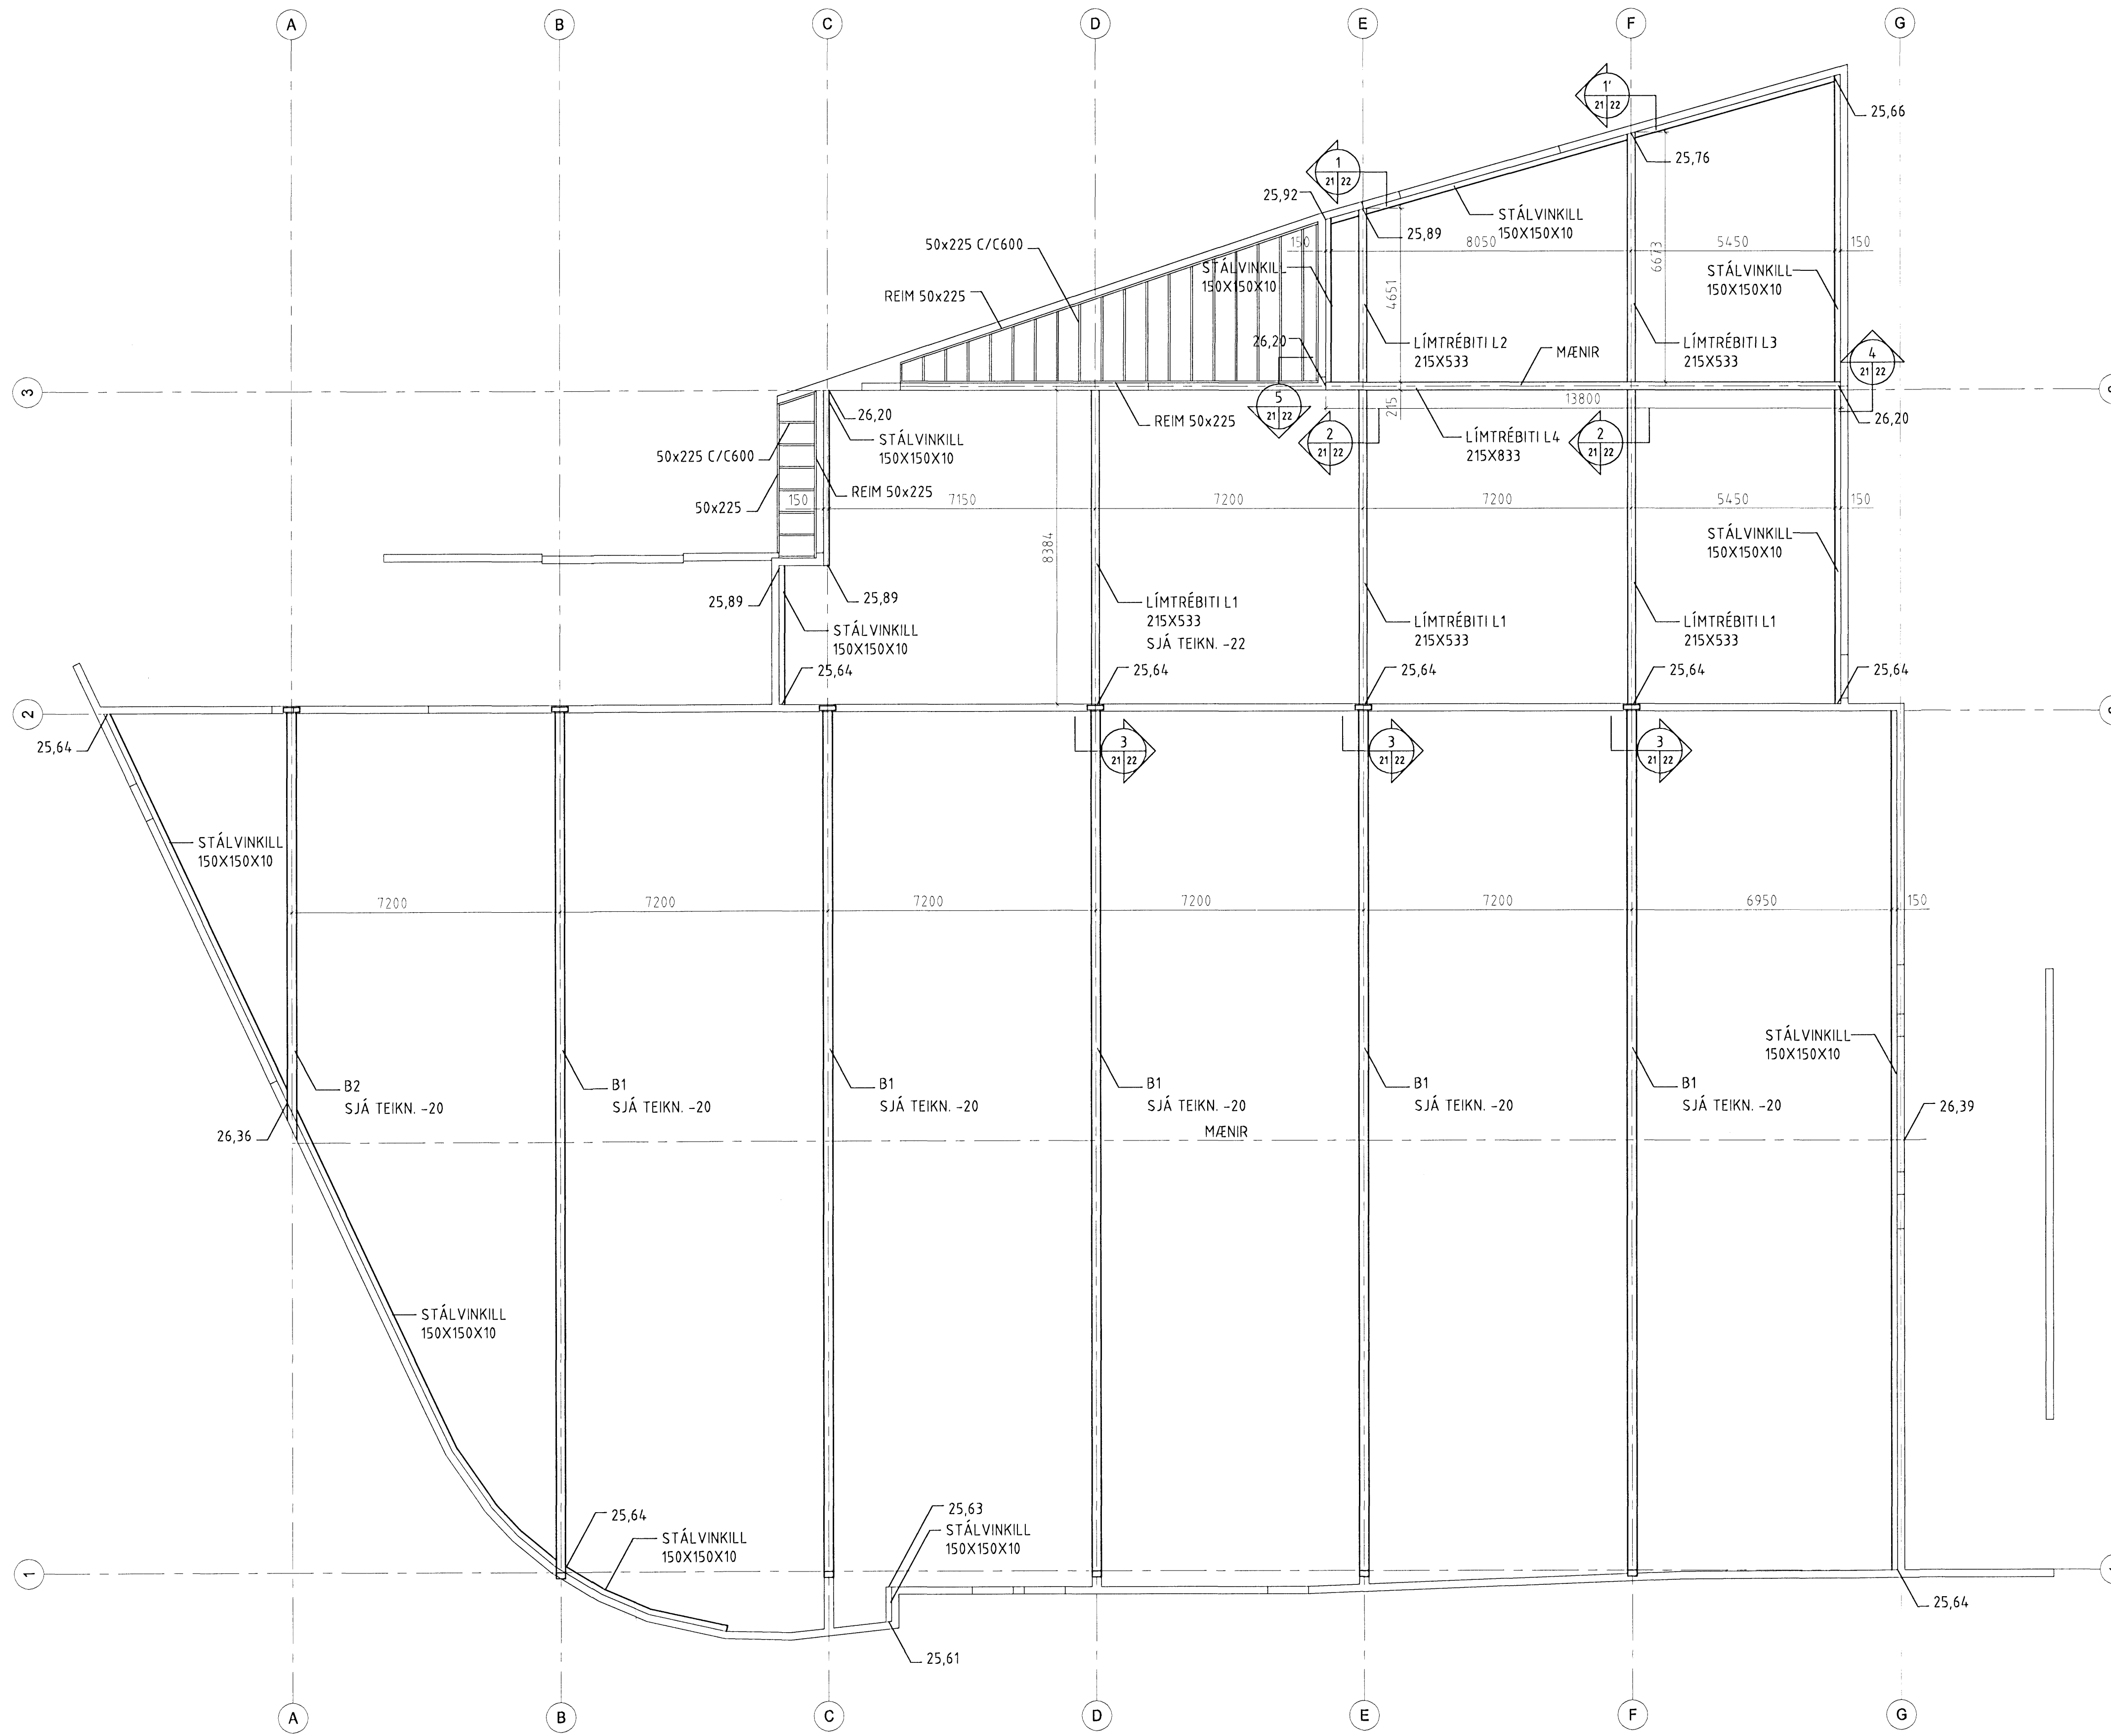 A B C D E F G
1'
21 22
25,66
25,76
1
21 22
25,92
STÁLVINKILL
150X150X10
25,89
50x225 C/C600
150
8050
5450
150
6673
STÁLVINKILL
150X150X10
STÁLVINKILL
150X150X10
REIM 50x225
4651
LÍMTRÉBITI L2
215X533
MÆNIR
LÍMTRÉBITI L3
215X533
26,20
4
21 22
3
5
21 22
215
13800
26,20
26,20
REIM 50x225
STÁLVINKILL
150X150X10
2
21 22
LÍMTRÉBITI L4
215X833
2
21 22
50x225 C/C600
REIM 50x225
50x225
150
7150
7200
7200
5450
150
8384
STÁLVINKILL
150X150X10
25,89
25,89
LÍMTRÉBITI L1
215X533
SJÁ TEIKN. -22
LÍMTRÉBITI L1
215X533
LÍMTRÉBITI L1
215X533
STÁLVINKILL
150X150X10
25,64
25,64
25,64
25,64
25,64
2
25,64
3
21 22
3
21 22
3
21 22
STÁLVINKILL
150X150X10
7200
7200
7200
7200
7200
6950
150
STÁLVINKILL
150X150X10
B2
SJÁ TEIKN. -20
B1
SJÁ TEIKN. -20
B1
SJÁ TEIKN. -20
B1
SJÁ TEIKN. -20
B1
SJÁ TEIKN. -20
B1
SJÁ TEIKN. -20
26,39
26,36
MÆNIR
STÁLVINKILL
150X150X10
25,64
STÁLVINKILL
150X150X10
25,63
STÁLVINKILL
150X150X10
1
25,64
25,61
A B C D E F G